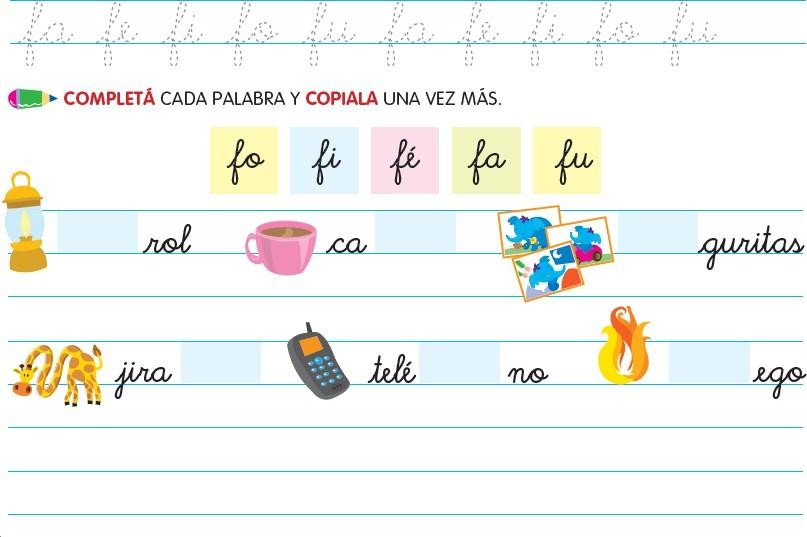 fa fe fi fo fu fa fe fi fo fu
COMPLETÁ CADA PALABRA Y COPIALA UNA VEZ MÁS.
fo fi fé fa fu
rol ca guritas
jira telé no ego